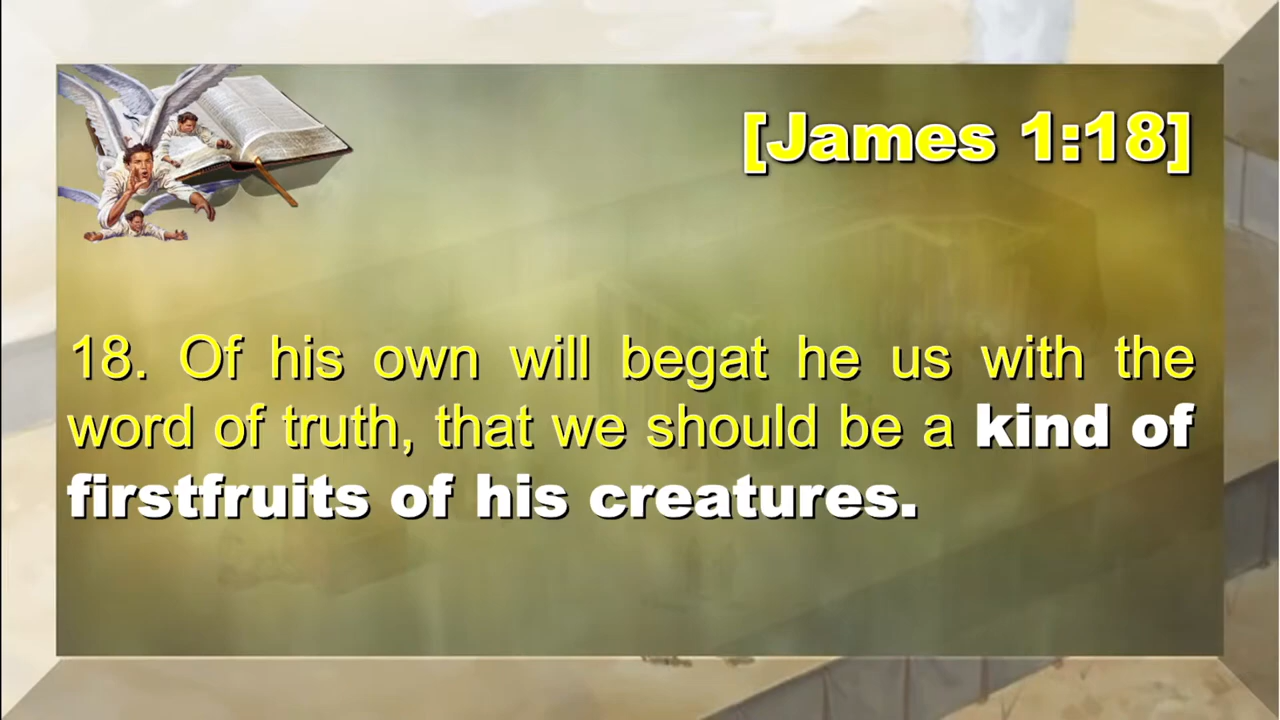 [James 1:18]
18. Of his own will begat he us with the
word of truth, that we should be a kind of
firstfruits of his creatures.